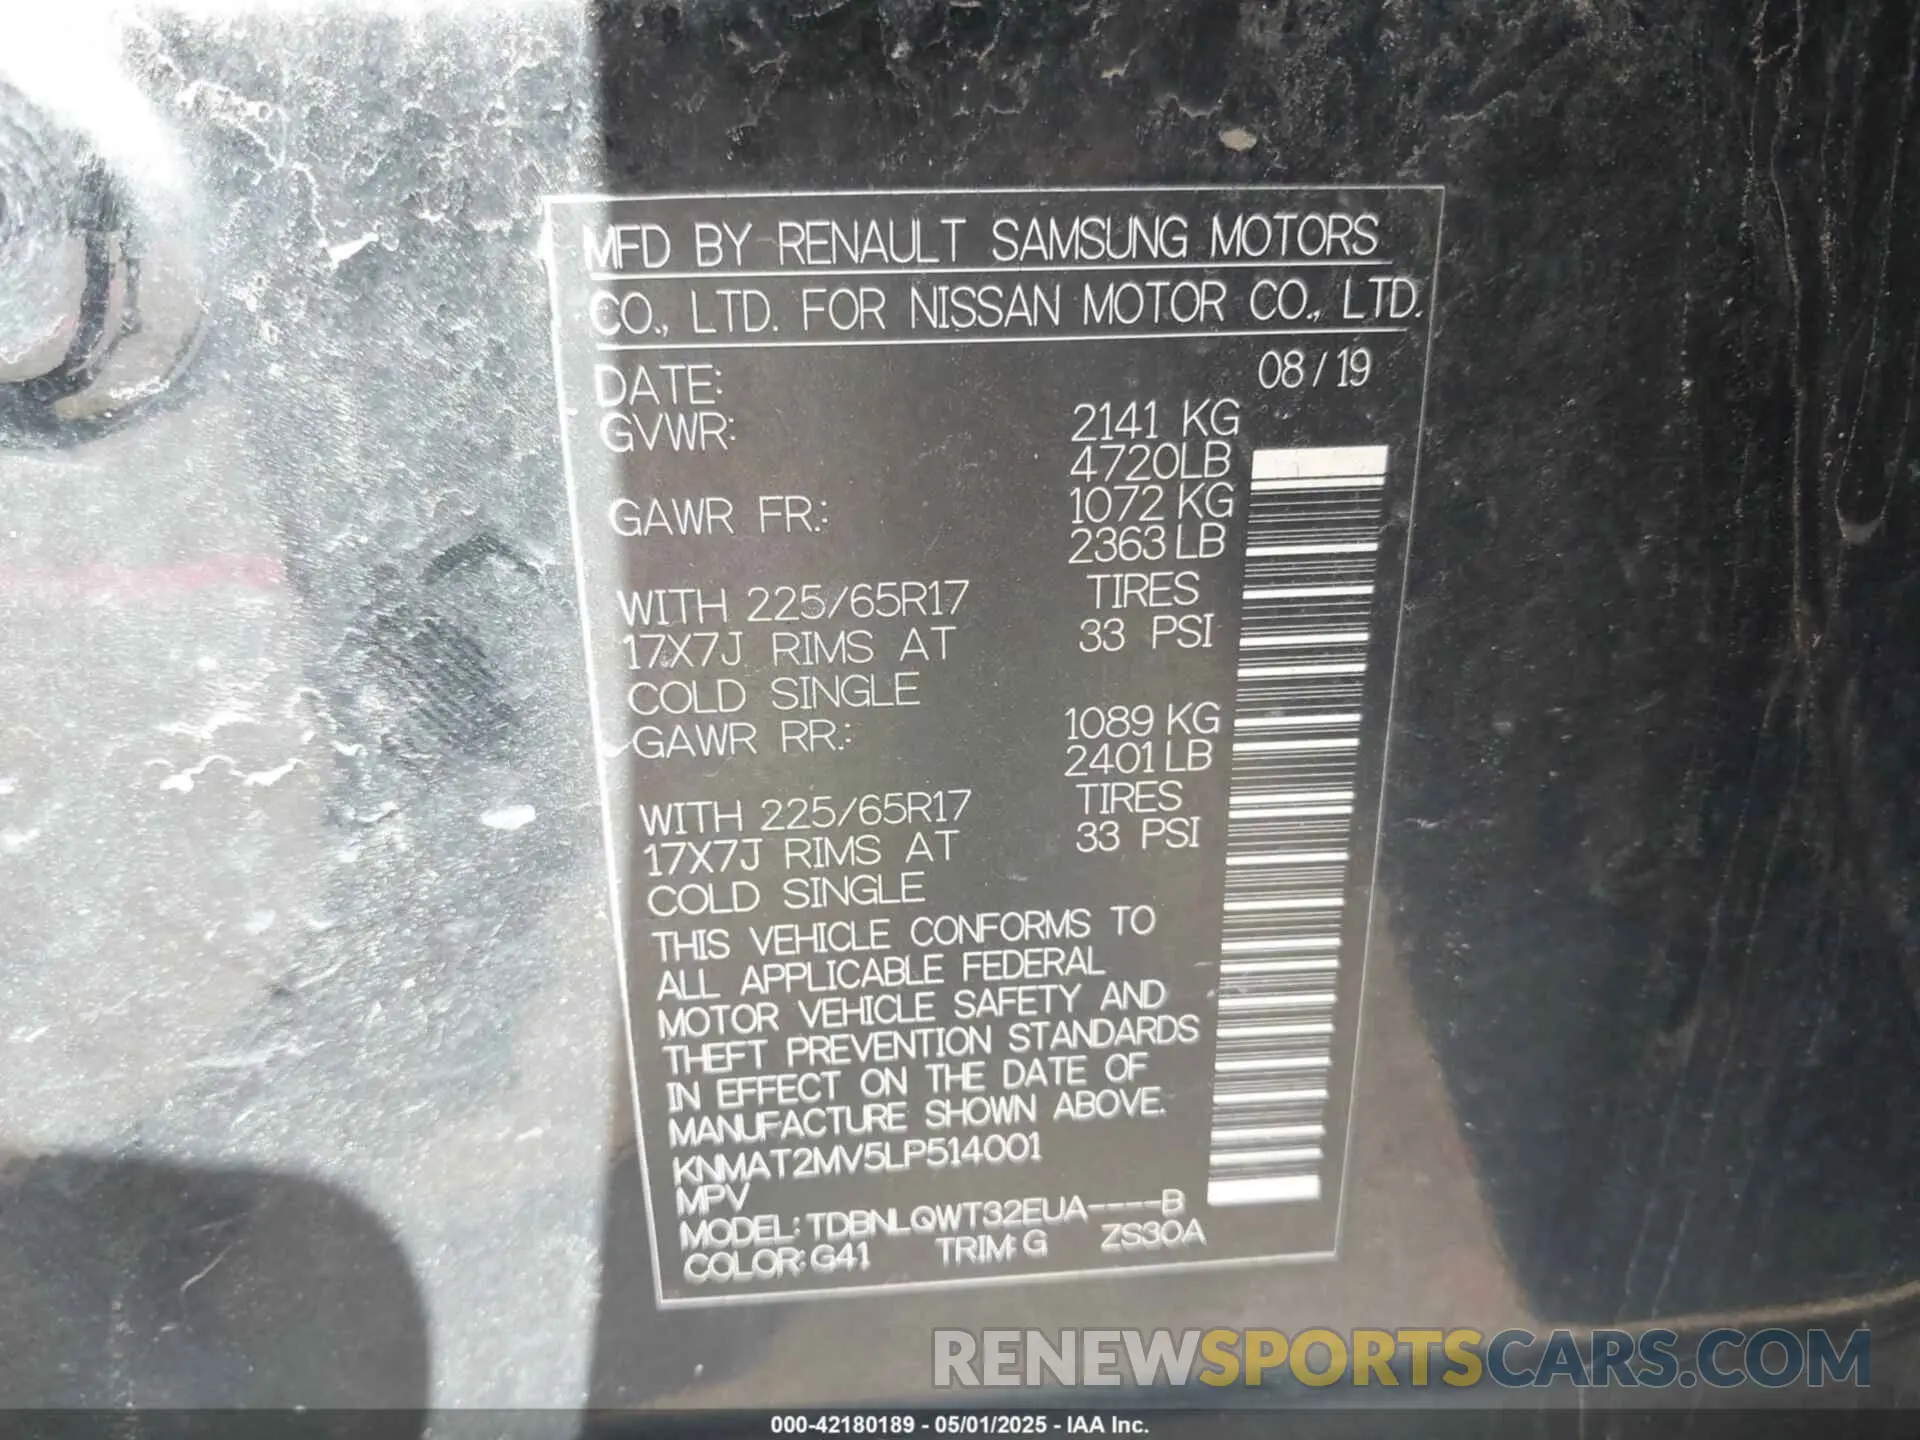 MFD BY RENAULT SAMSUNG MOTORS
CO., LTD. FOR NISSAN MOTOR CO., LTD.
DATE: 08 / 19
GVWR: 2141 KG
4720LB
GAWR FR.: 1072 KG
2363 LB
WITH 225/65R17 TIRES
17X7J RIMS AT 33 PSI
COLD SINGLE
GAWR RR.: 1089 KG
2401 LB
WITH 225/65R17 TIRES
17X7J RIMS AT 33 PSI
COLD SINGLE
THIS VEHICLE CONFORMS TO
ALL APPLICABLE FEDERAL
MOTOR VEHICLE SAFETY AND
THEFT PREVENTION STANDARDS
IN EFFECT ON THE DATE OF
MANUFACTURE SHOWN ABOVE.
KNMAT2MV5LP514001
MPV
MODEL: TDBNLQWT32EUA----B
COLOR: G41 TRIM: G ZS30A
RENEWSPORTSCARS.COM
000-42180189 - 05/01/2025 - IAA Inc.